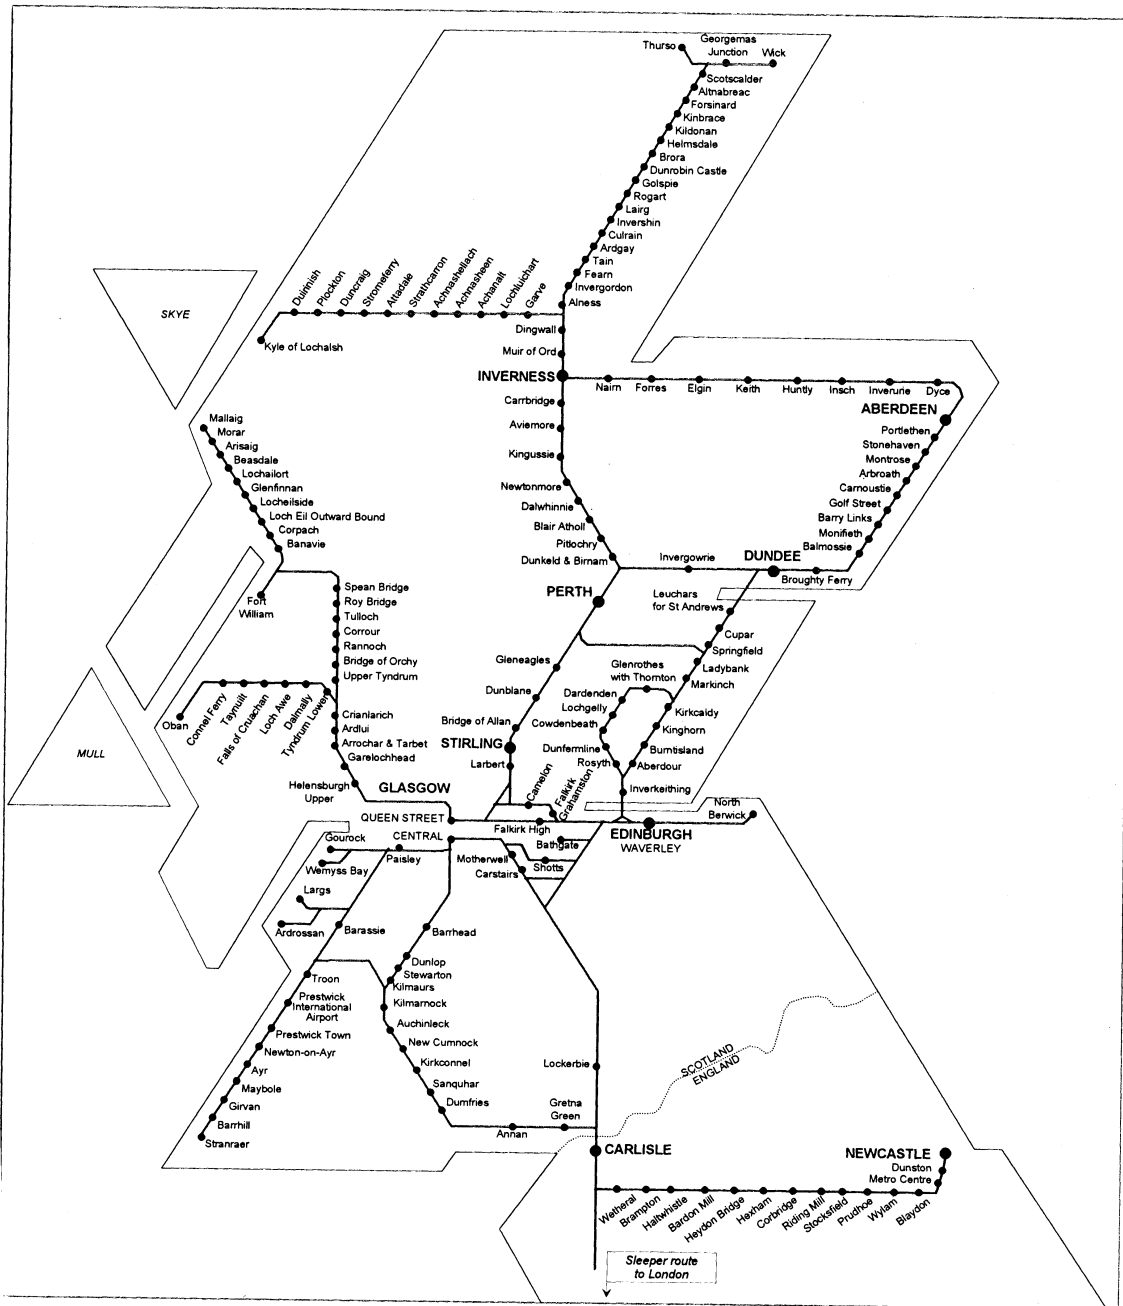 Thurso
Georgemas
Junction
Wick
Scotscalder
Altnabreac
Forsinard
Kinbrace
Kildonan
Helmsdale
Brora
Dunrobin Castle
Golspie
Rogart
Lairg
Invershin
Culrain
Ardgay
Tain
Fearn
Invergordon
Alness
Duirinish
Plockton
Duncraig
Stromeferry
Attadale
Strathcarron
Achnashellach
Achnasheen
Achanalt
Lochluichart
Garve
SKYE
Kyle of Lochalsh
Dingwall
Muir of Ord
INVERNESS
Nairn
Forres
Elgin
Keith
Huntly
Insch
Inverurie
Dyce
ABERDEEN
Carrbridge
Aviemore
Kingussie
Newtonmore
Dalwhinnie
Blair Atholl
Pitlochry
Dunkeld & Birnam
Portlethen
Stonehaven
Montrose
Arbroath
Carnoustie
Golf Street
Barry Links
Monifieth
Balmossie
Mallaig
Morar
Arisaig
Beasdale
Lochailort
Glenfinnan
Locheilside
Loch Eil Outward Bound
Corpach
Banavie
Invergowrie
DUNDEE
Broughty Ferry
Fort
William
Spean Bridge
Roy Bridge
Tulloch
Corrour
Rannoch
Bridge of Orchy
Upper Tyndrum
PERTH
Leuchars
for St Andrews
Cupar
Springfield
Ladybank
Markinch
Gleneagles
Glenrothes
with Thornton
Dunblane
Dardenden
Lochgelly
Cowdenbeath
Kirkcaldy
Kinghorn
Burntisland
Aberdour
Dunfermline
Rosyth
Inverkeithing
Bridge of Allan
STIRLING
Larbert
MULL
Oban
Connel Ferry
Taynuilt
Falls of Cruachan
Loch Awe
Dalmally
Tyndrum Lower
Crianlarich
Ardlui
Arrochar & Tarbet
Garelochhead
Helensburgh
Upper
GLASGOW
QUEEN STREET
CENTRAL
Camelon
Falkirk
Grahamston
Falkirk High
EDINBURGH
WAVERLEY
North
Berwick
Bathgate
Motherwell
Carstairs
Shotts
Gourock
Wemyss Bay
Paisley
Largs
Ardrossan
Barassie
Barrhead
Dunlop
Stewarton
Kilmaurs
Kilmarnock
Auchinleck
New Cumnock
Kirkconnel
Sanquhar
Dumfries
Troon
Prestwick
International
Airport
Prestwick Town
Newton-on-Ayr
Ayr
Maybole
Girvan
Barrhill
Stranraer
Lockerbie
Gretna
Green
Annan
SCOTLAND
ENGLAND
CARLISLE
NEWCASTLE
Dunston
Metro Centre
Wetheral
Brampton
Haltwhistle
Bardon Mill
Heydon Bridge
Hexham
Corbridge
Riding Mill
Stocksfield
Prudhoe
Wylam
Blaydon
Sleeper route
to London